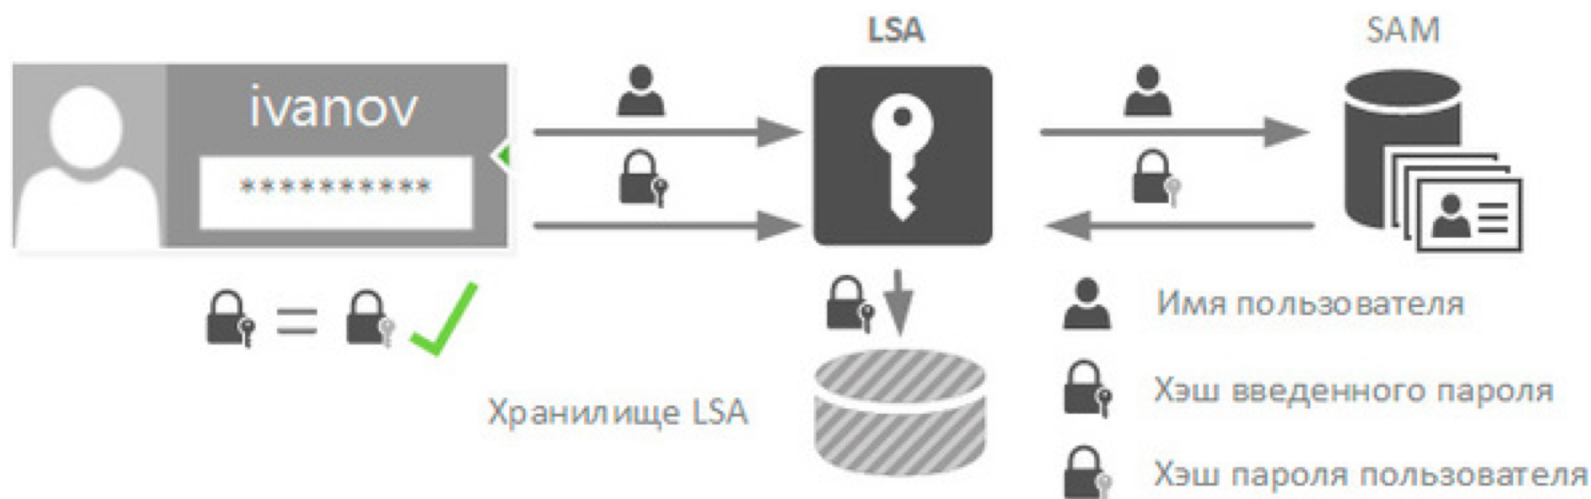 LSA
SAM
ivanov
**********
Имя пользователя
Хэш введенного пароля
Хранилище LSA
Хэш пароля пользователя